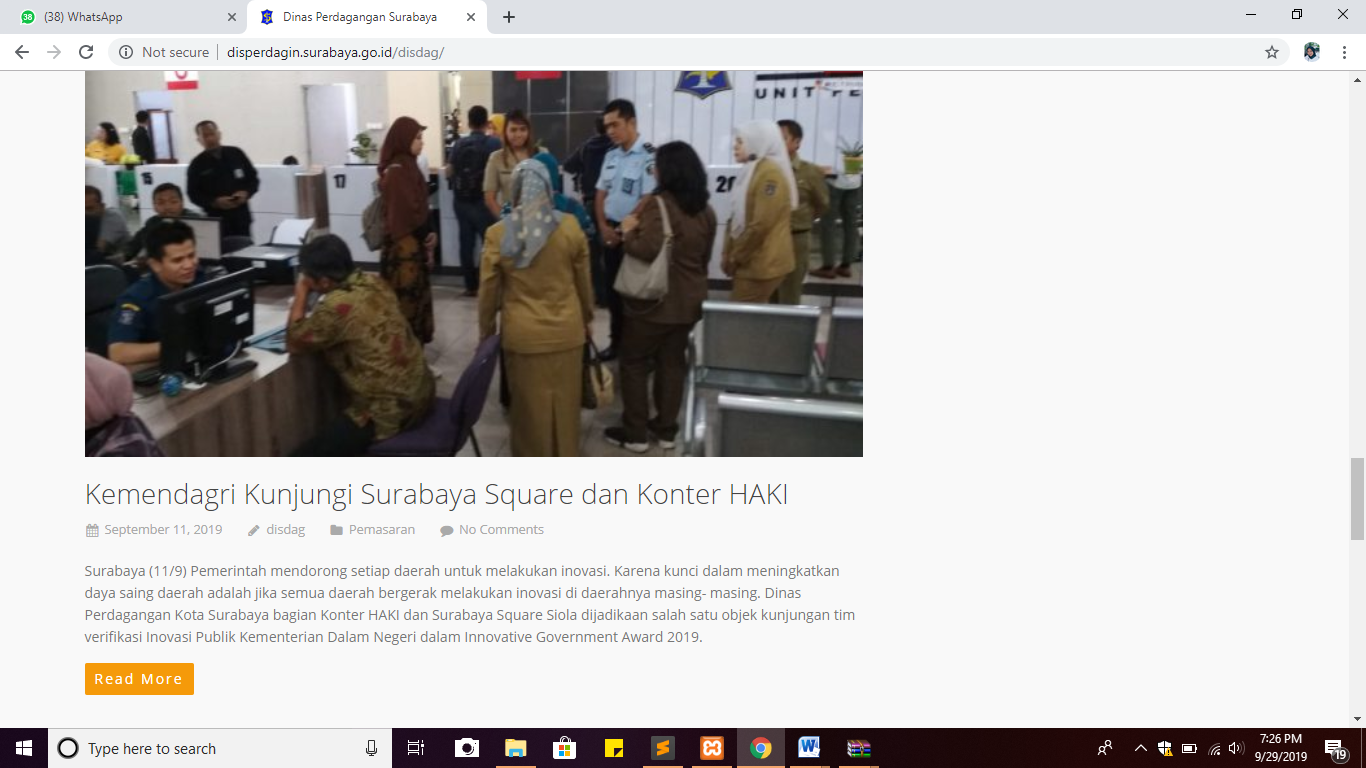 (38) WhatsApp
Dinas Perdagangan Surabaya
Not secure
disperdagin.surabaya.go.id/disdag/
UNIT PE
15
17
20
Kemendagri Kunjungi Surabaya Square dan Konter HAKI
September 11, 2019 disdag Pemasaran No Comments
Surabaya (11/9) Pemerintah mendorong setiap daerah untuk melakukan inovasi. Karena kunci dalam meningkatkan
daya saing daerah adalah jika semua daerah bergerak melakukan inovasi di daerahnya masing- masing. Dinas
Perdagangan Kota Surabaya bagian Konter HAKI dan Surabaya Square Siola dijadikaan salah satu objek kunjungan tim
verifikasi Inovasi Publik Kementerian Dalam Negeri dalam Innovative Government Award 2019.
Read More
Type here to search
7:26 PM
9/29/2019
19